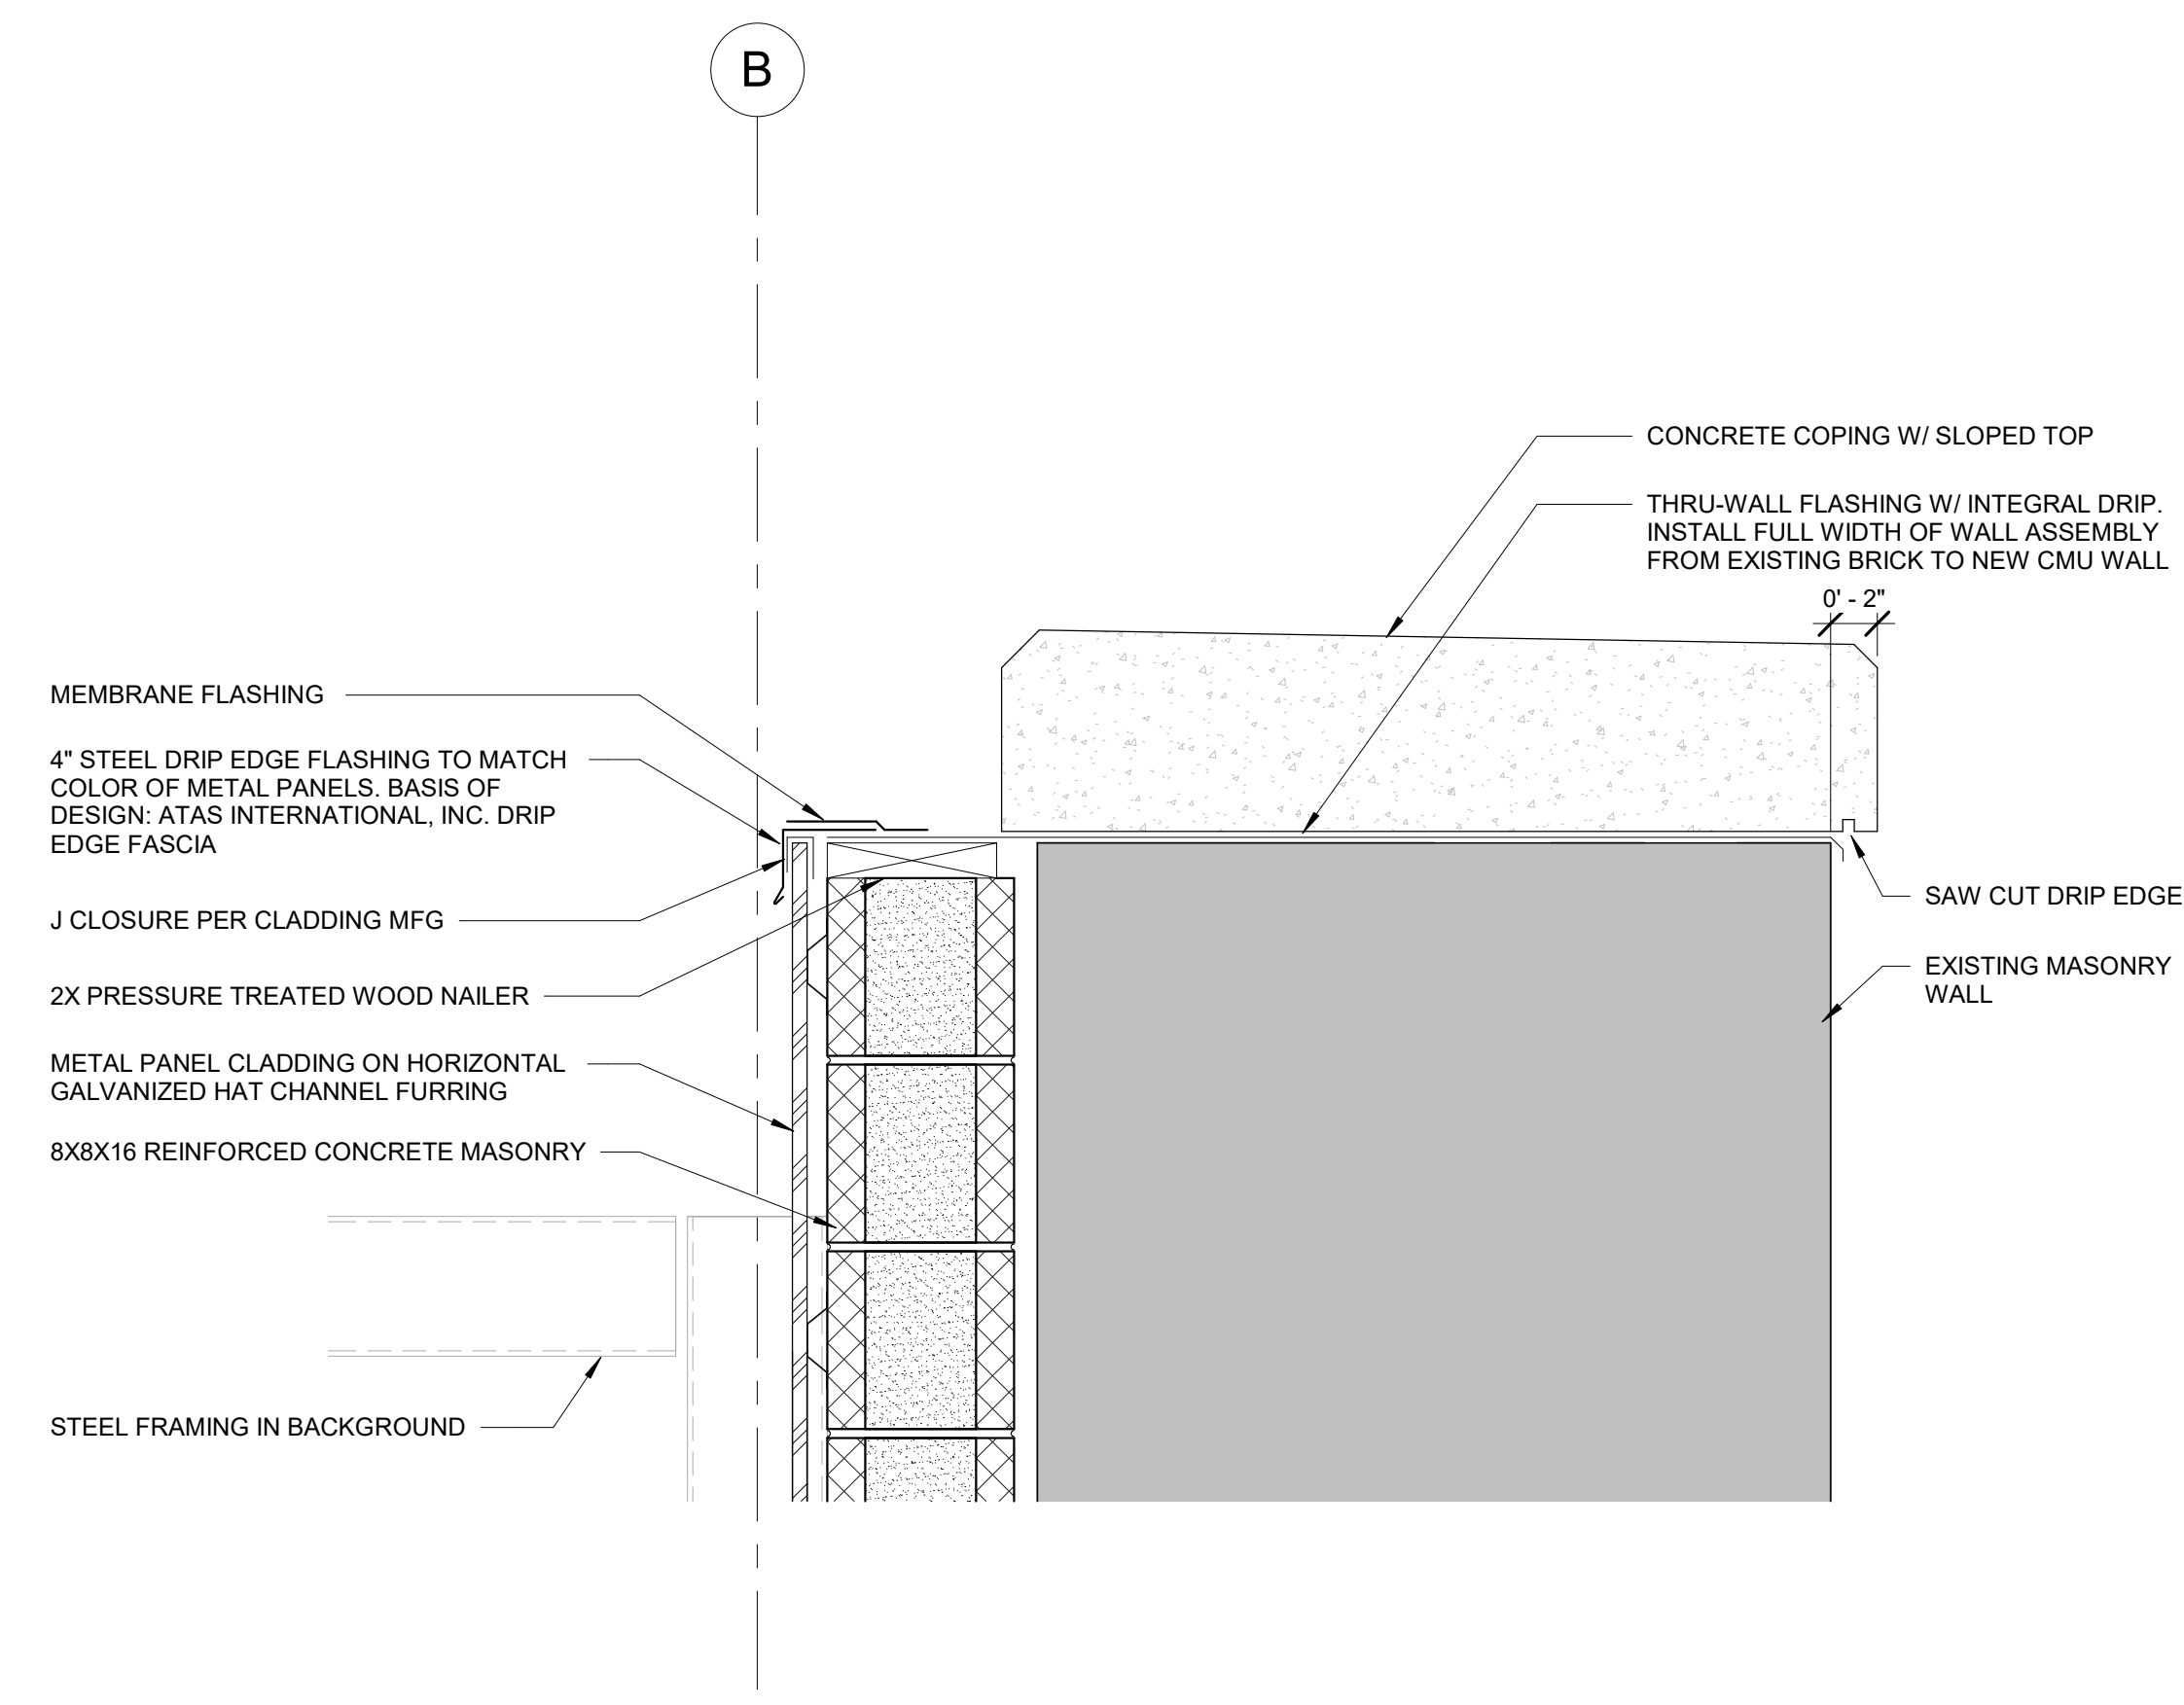 B
CONCRETE COPING W/ SLOPED TOP
THRU-WALL FLASHING W/ INTEGRAL DRIP.
INSTALL FULL WIDTH OF WALL ASSEMBLY
FROM EXISTING BRICK TO NEW CMU WALL
0' - 2"
MEMBRANE FLASHING
4" STEEL DRIP EDGE FLASHING TO MATCH
COLOR OF METAL PANELS. BASIS OF
DESIGN: ATAS INTERNATIONAL, INC. DRIP
EDGE FASCIA
J CLOSURE PER CLADDING MFG
2X PRESSURE TREATED WOOD NAILER
METAL PANEL CLADDING ON HORIZONTAL
GALVANIZED HAT CHANNEL FURRING
8X8X16 REINFORCED CONCRETE MASONRY
STEEL FRAMING IN BACKGROUND
SAW CUT DRIP EDGE
EXISTING MASONRY
WALL